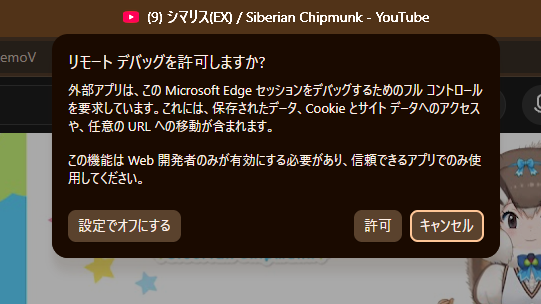 (9) シマリス(EX) / Siberian Chipmunk - YouTube
emoV
リモート デバッグを許可しますか?
外部アプリは、この Microsoft Edge セッションをデバッグするためのフル コントロール
を要求しています。これには、保存されたデータ、Cookie とサイト データへのアクセス
や、任意の URL への移動が含まれます。
この機能は Web 開発者のみが有効にする必要があり、信頼できるアプリでのみ使
用してください。
設定でオフにする
許可
キャンセル